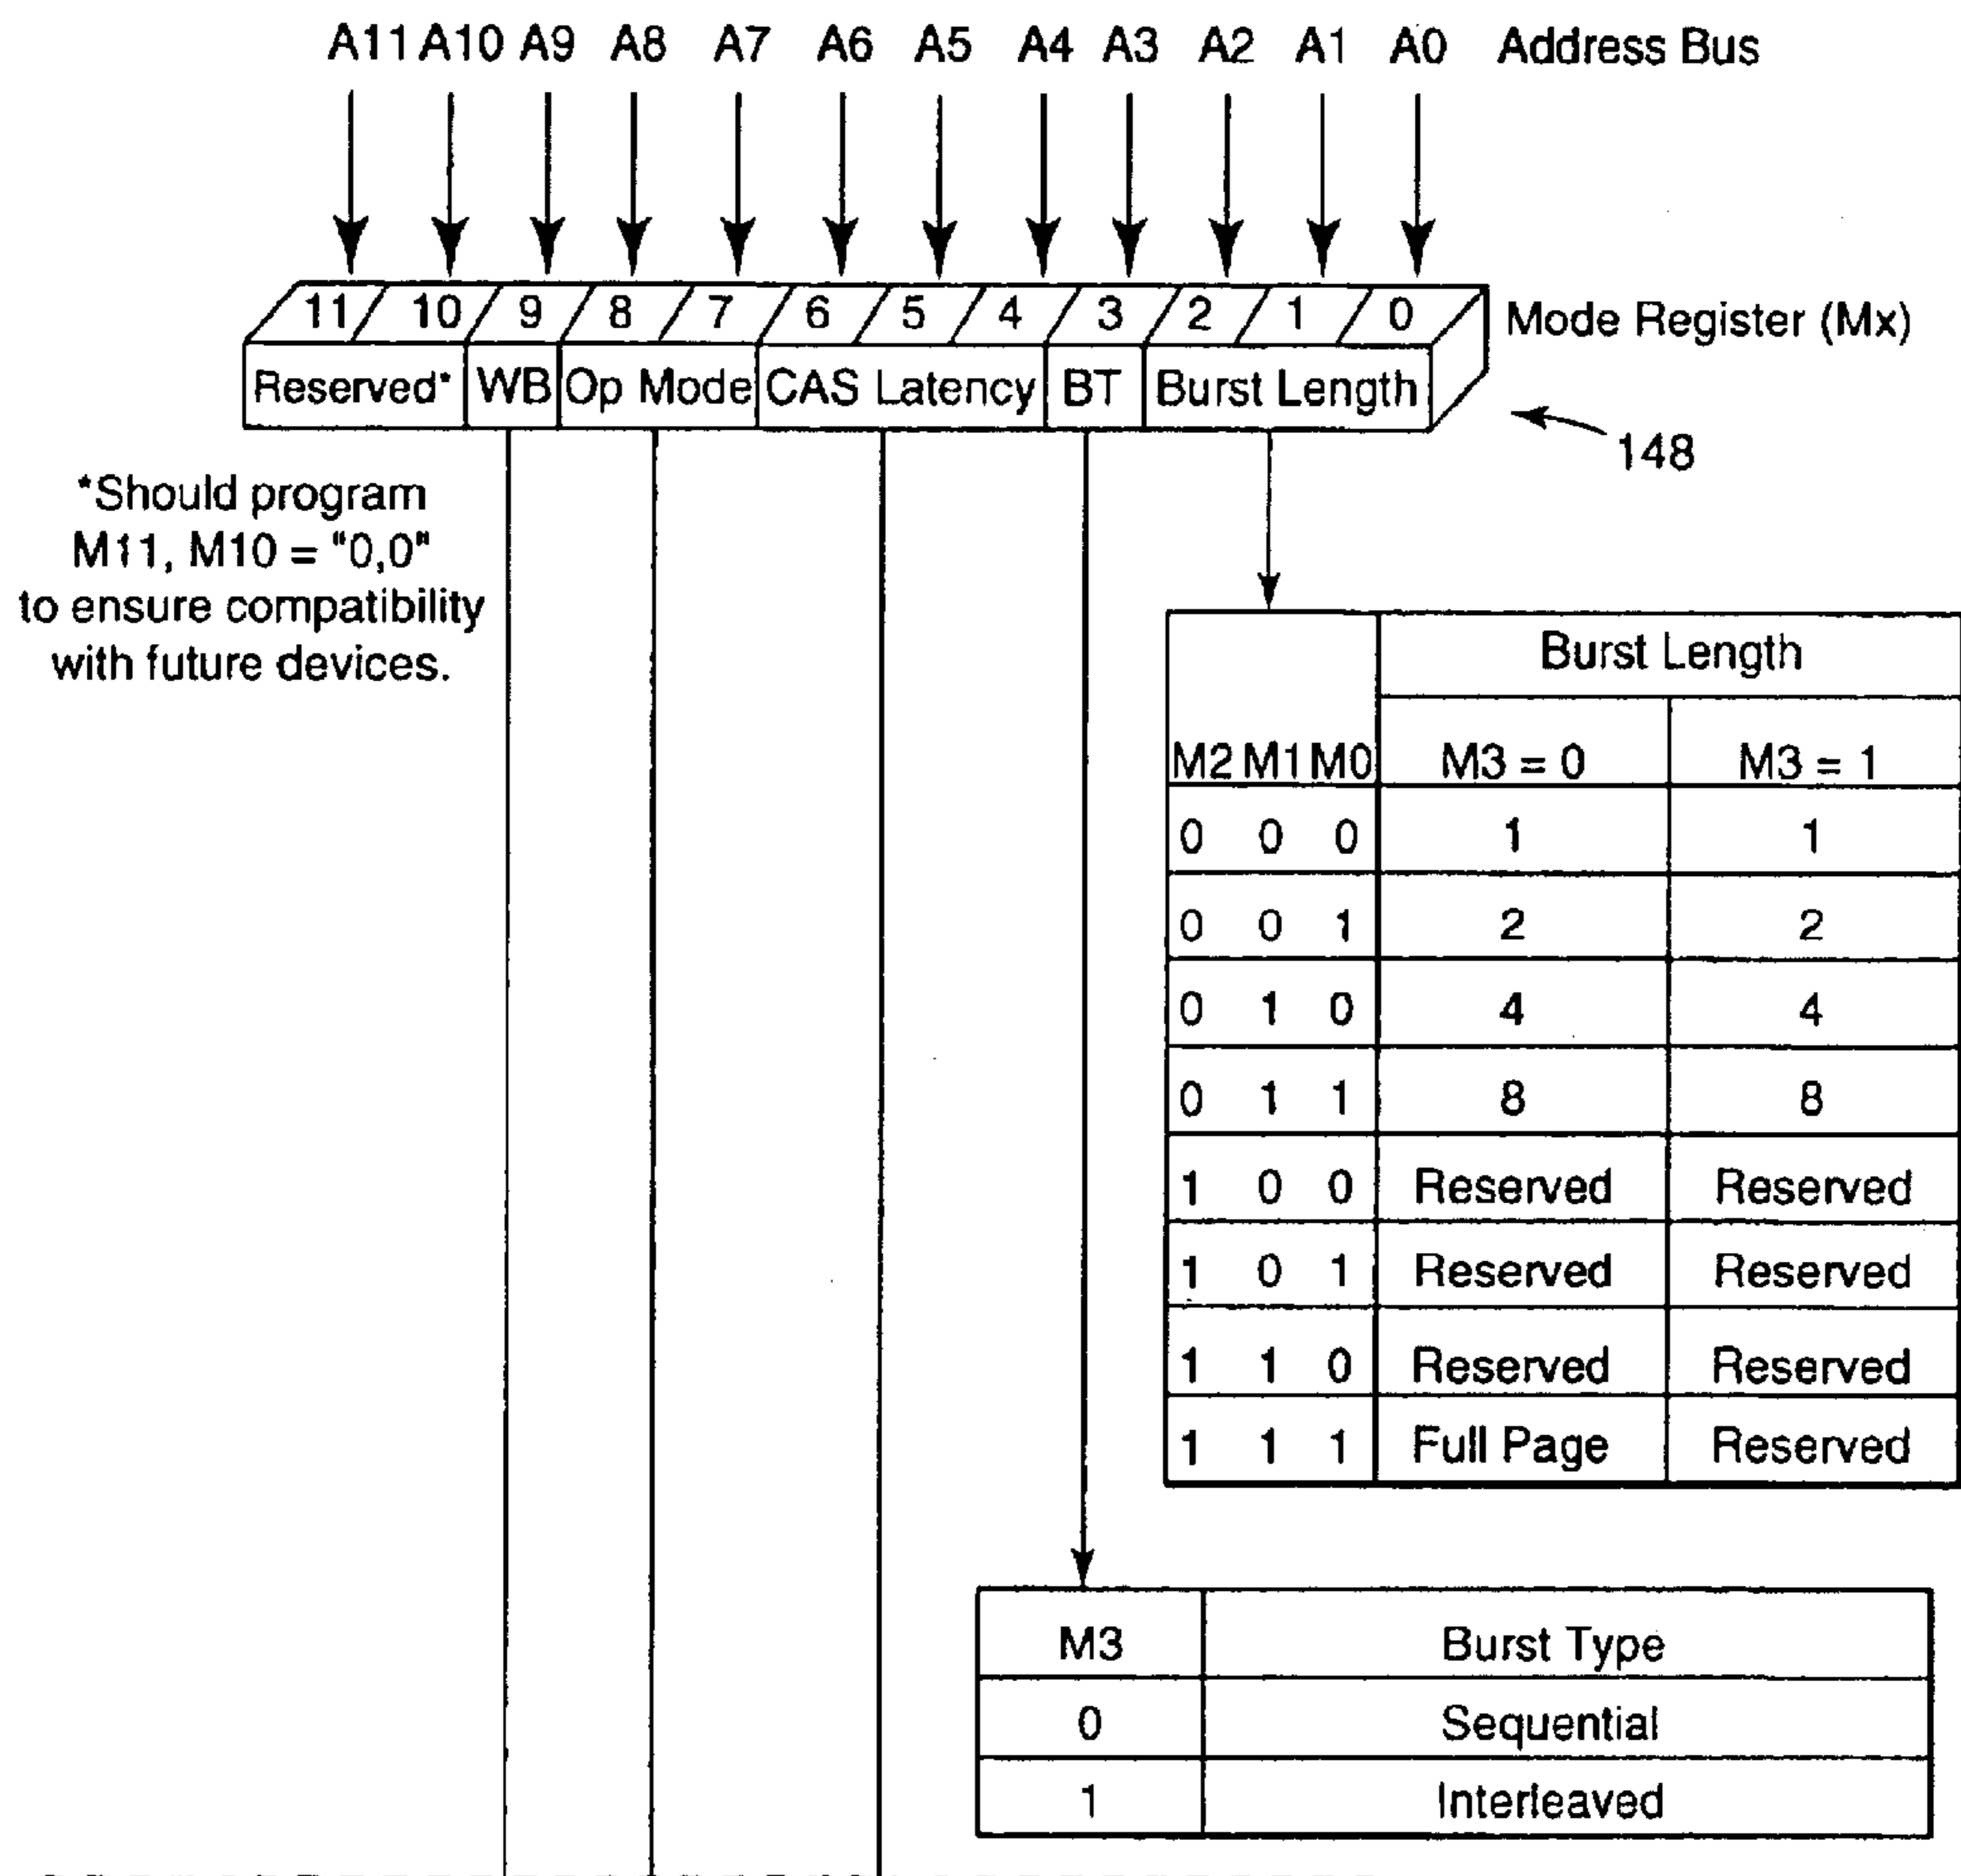 A11 A10 A9 A8 A7 A6 A5 A4 A3 A2 A1 A0 Address Bus
11 10 9 8 7 6 5 4 3 2 1 0 Mode Register (Mx)
Reserved* WB Op Mode CAS Latency BT Burst Length
148
*Should program
M11, M10 = "0,0"
to ensure compatibility
with future devices.
Burst Length
M2 M1 M0 M3 = 0 M3 = 1
0 0 0 1 1
0 0 1 2 2
0 1 0 4 4
0 1 1 8 8
1 0 0 Reserved Reserved
1 0 1 Reserved Reserved
1 1 0 Reserved Reserved
1 1 1 Full Page Reserved
M3 Burst Type
0 Sequential
1 Interleaved